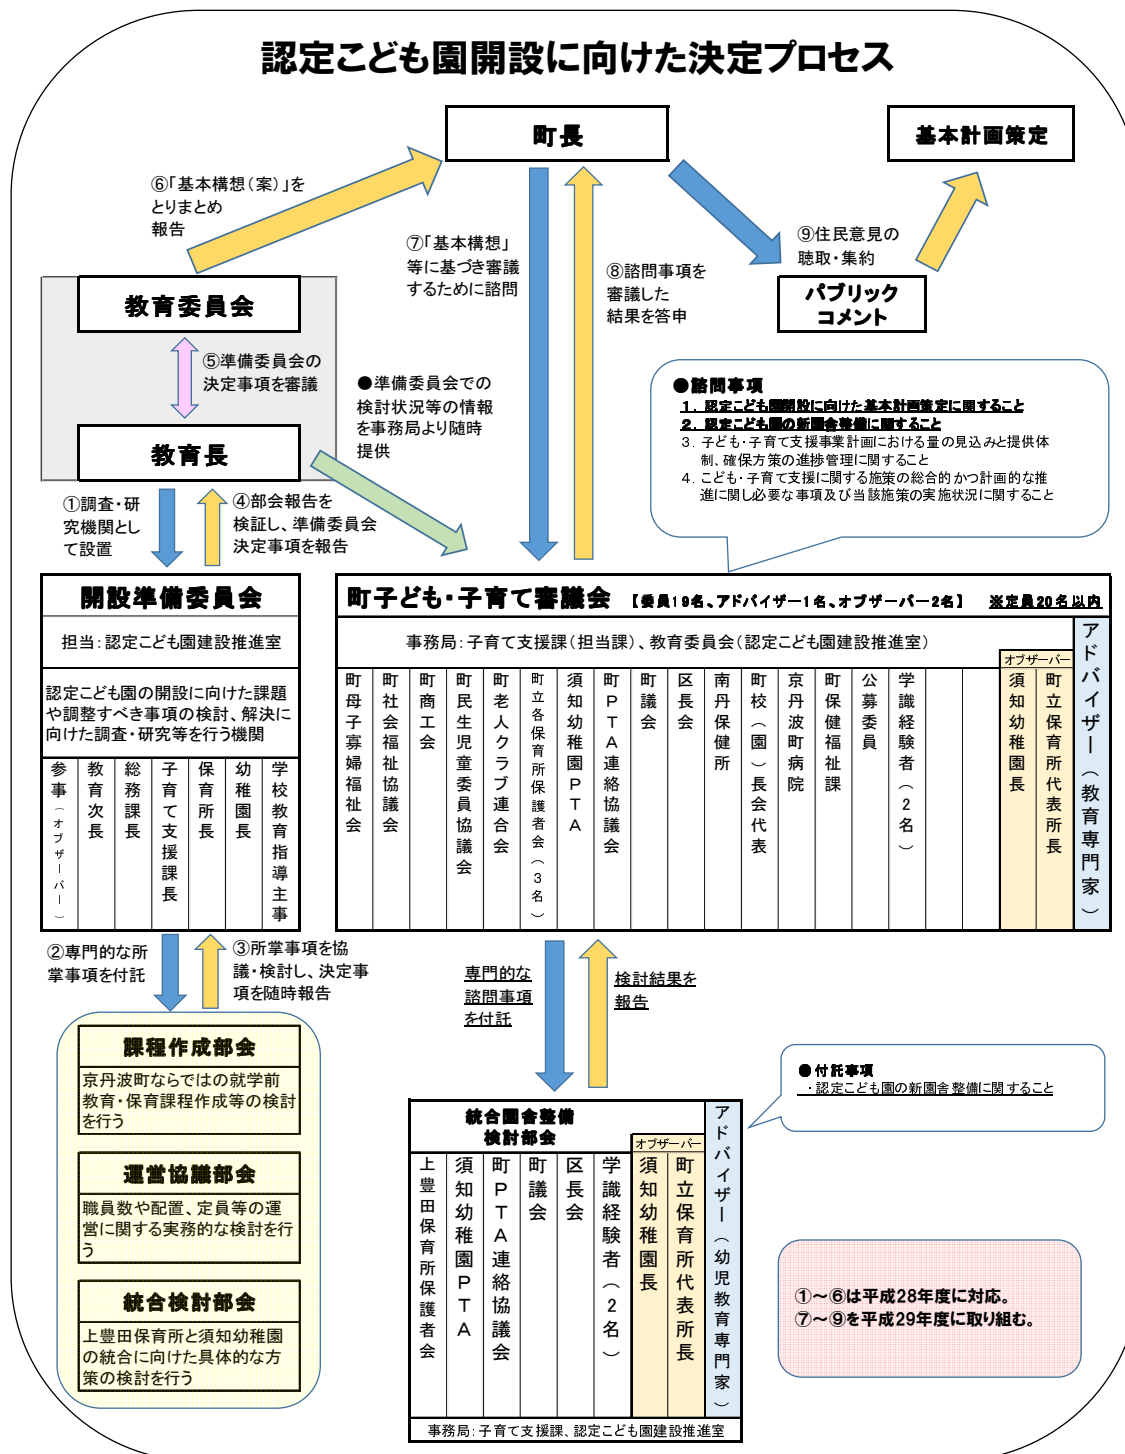 認定こども園開設に向けた決定プロセス
町長
基本計画策定
⑥「基本構想(案)」を
とりまとめ
報告
⑦「基本構想」
等に基づき審議
するために諮問
⑧諮問事項を
審議した
結果を答申
⑨住民意見の
聴取・集約
パブリック
コメント
教育委員会
⑤準備委員会の
決定事項を審議
教育長
●準備委員会での
検討状況等の情報
を事務局より随時
提供
●諮問事項
1．認定こども園開設に向けた基本計画策定に関すること
2．認定こども園の新園舎整備に関すること
3．子ども・子育て支援事業計画における量の見込みと提供体
制、確保方策の進捗管理に関すること
4．こども・子育て支援に関する施策の総合的かつ計画的な推
進に関し必要な事項及び当該施策の実施状況に関すること
①調査・研
究機関とし
て設置
④部会報告を
検証し、準備委員会
決定事項を報告
開設準備委員会
担当：認定こども園建設推進室
認定こども園の開設に向けた課題
や調整すべき事項の検討、解決に
向けた調査・研究等を行う機関
参事（オブザーバー）
教育次長
総務課長
子育て支援課長
保育所長
幼稚園長
学校教育指導主事
町子ども・子育て審議会 【委員19名、アドバイザー1名、オブザーバー2名】 ※定員20名以内
事務局：子育て支援課(担当課)、教育委員会(認定こども園建設推進室)
町母子寡婦福祉会
町社会福祉協議会
町商工会
町民生児童委員協議会
町老人クラブ連合会
町立各保育所保護者会（3名）
須知幼稚園PTA
町PTA連絡協議会
町議会
区長会
南丹保健所
町校（園）長会代表
京丹波町病院
町保健福祉課
公募委員
学識経験者（2名）
オブザーバー
須知幼稚園長
町立保育所代表所長
アドバイザー（教育専門家）
②専門的な所
掌事項を付託
③所掌事項を協
議・検討し、決定事
項を随時報告
専門的な
諮問事項
を付託
検討結果を
報告
課程作成部会
京丹波町ならではの就学前
教育・保育課程作成等の検討
を行う
運営協議部会
職員数や配置、定員等の運
営に関する実務的な検討を行
う
統合検討部会
上豊田保育所と須知幼稚園
の統合に向けた具体的な方
策の検討を行う
●付託事項
・認定こども園の新園舎整備に関すること
統合園舎整備
検討部会
上豊田保育所保護者会
須知幼稚園PTA
町PTA連絡協議会
町議会
区長会
学識経験者（2名）
オブザーバー
須知幼稚園長
町立保育所代表所長
アドバイザー（幼児教育専門家）
事務局：子育て支援課、認定こども園建設推進室
①～⑥は平成28年度に対応。
⑦～⑨を平成29年度に取り組む。